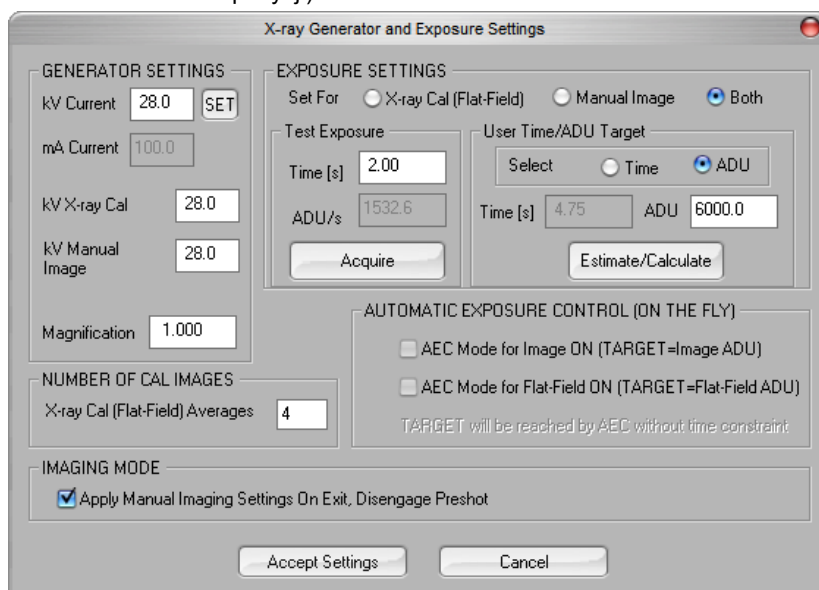 X-ray Generator and Exposure Settings
GENERATOR SETTINGS
kV Current 28.0 SET
mA Current 100.0
kV X-ray Cal 28.0
kV Manual Image 28.0
Magnification 1.000
EXPOSURE SETTINGS
Set For X-ray Cal (Flat-Field) Manual Image Both
Test Exposure
Time [s] 2.00
ADU/s 1532.6
Acquire
User Time/ADU Target
Select Time ADU
Time [s] 4.75 ADU 6000.0
Estimate/Calculate
AUTOMATIC EXPOSURE CONTROL (ON THE FLY)
AEC Mode for Image ON (TARGET=Image ADU)
AEC Mode for Flat-Field ON (TARGET=Flat-Field ADU)
TARGET will be reached by AEC without time constraint
NUMBER OF CAL IMAGES
X-ray Cal (Flat-Field) Averages 4
IMAGING MODE
Apply Manual Imaging Settings On Exit, Disengage Preshot
Accept Settings Cancel